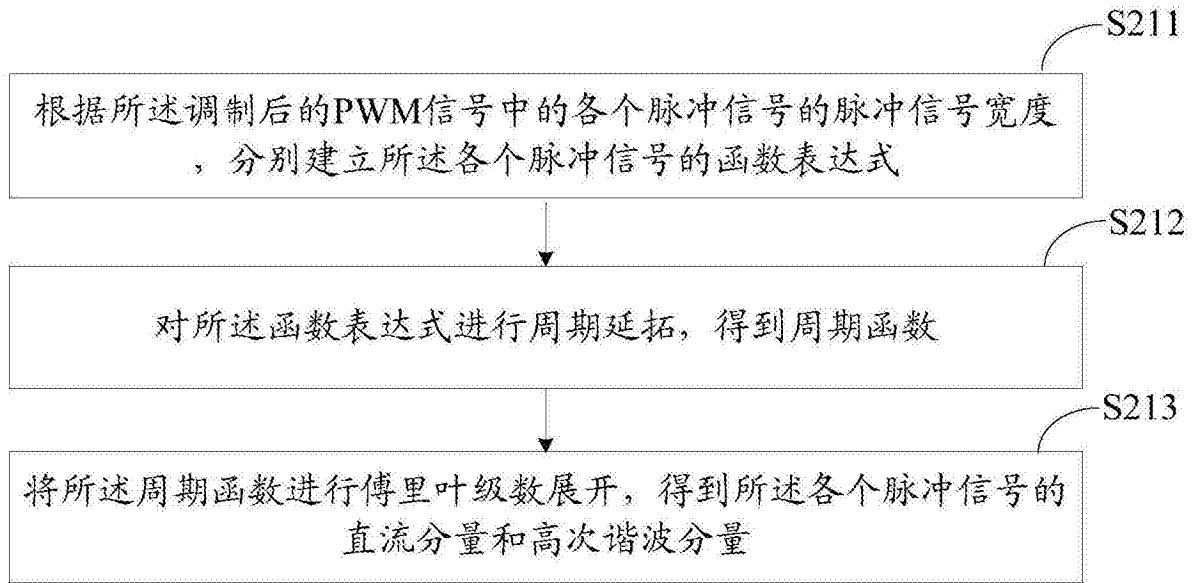 S211
根据所述调制后的PWM信号中的各个脉冲信号的脉冲信号宽度
，分别建立所述各个脉冲信号的函数表达式
S212
对所述函数表达式进行周期延拓，得到周期函数
S213
将所述周期函数进行傅里叶级数展开，得到所述各个脉冲信号的
直流分量和高次谐波分量